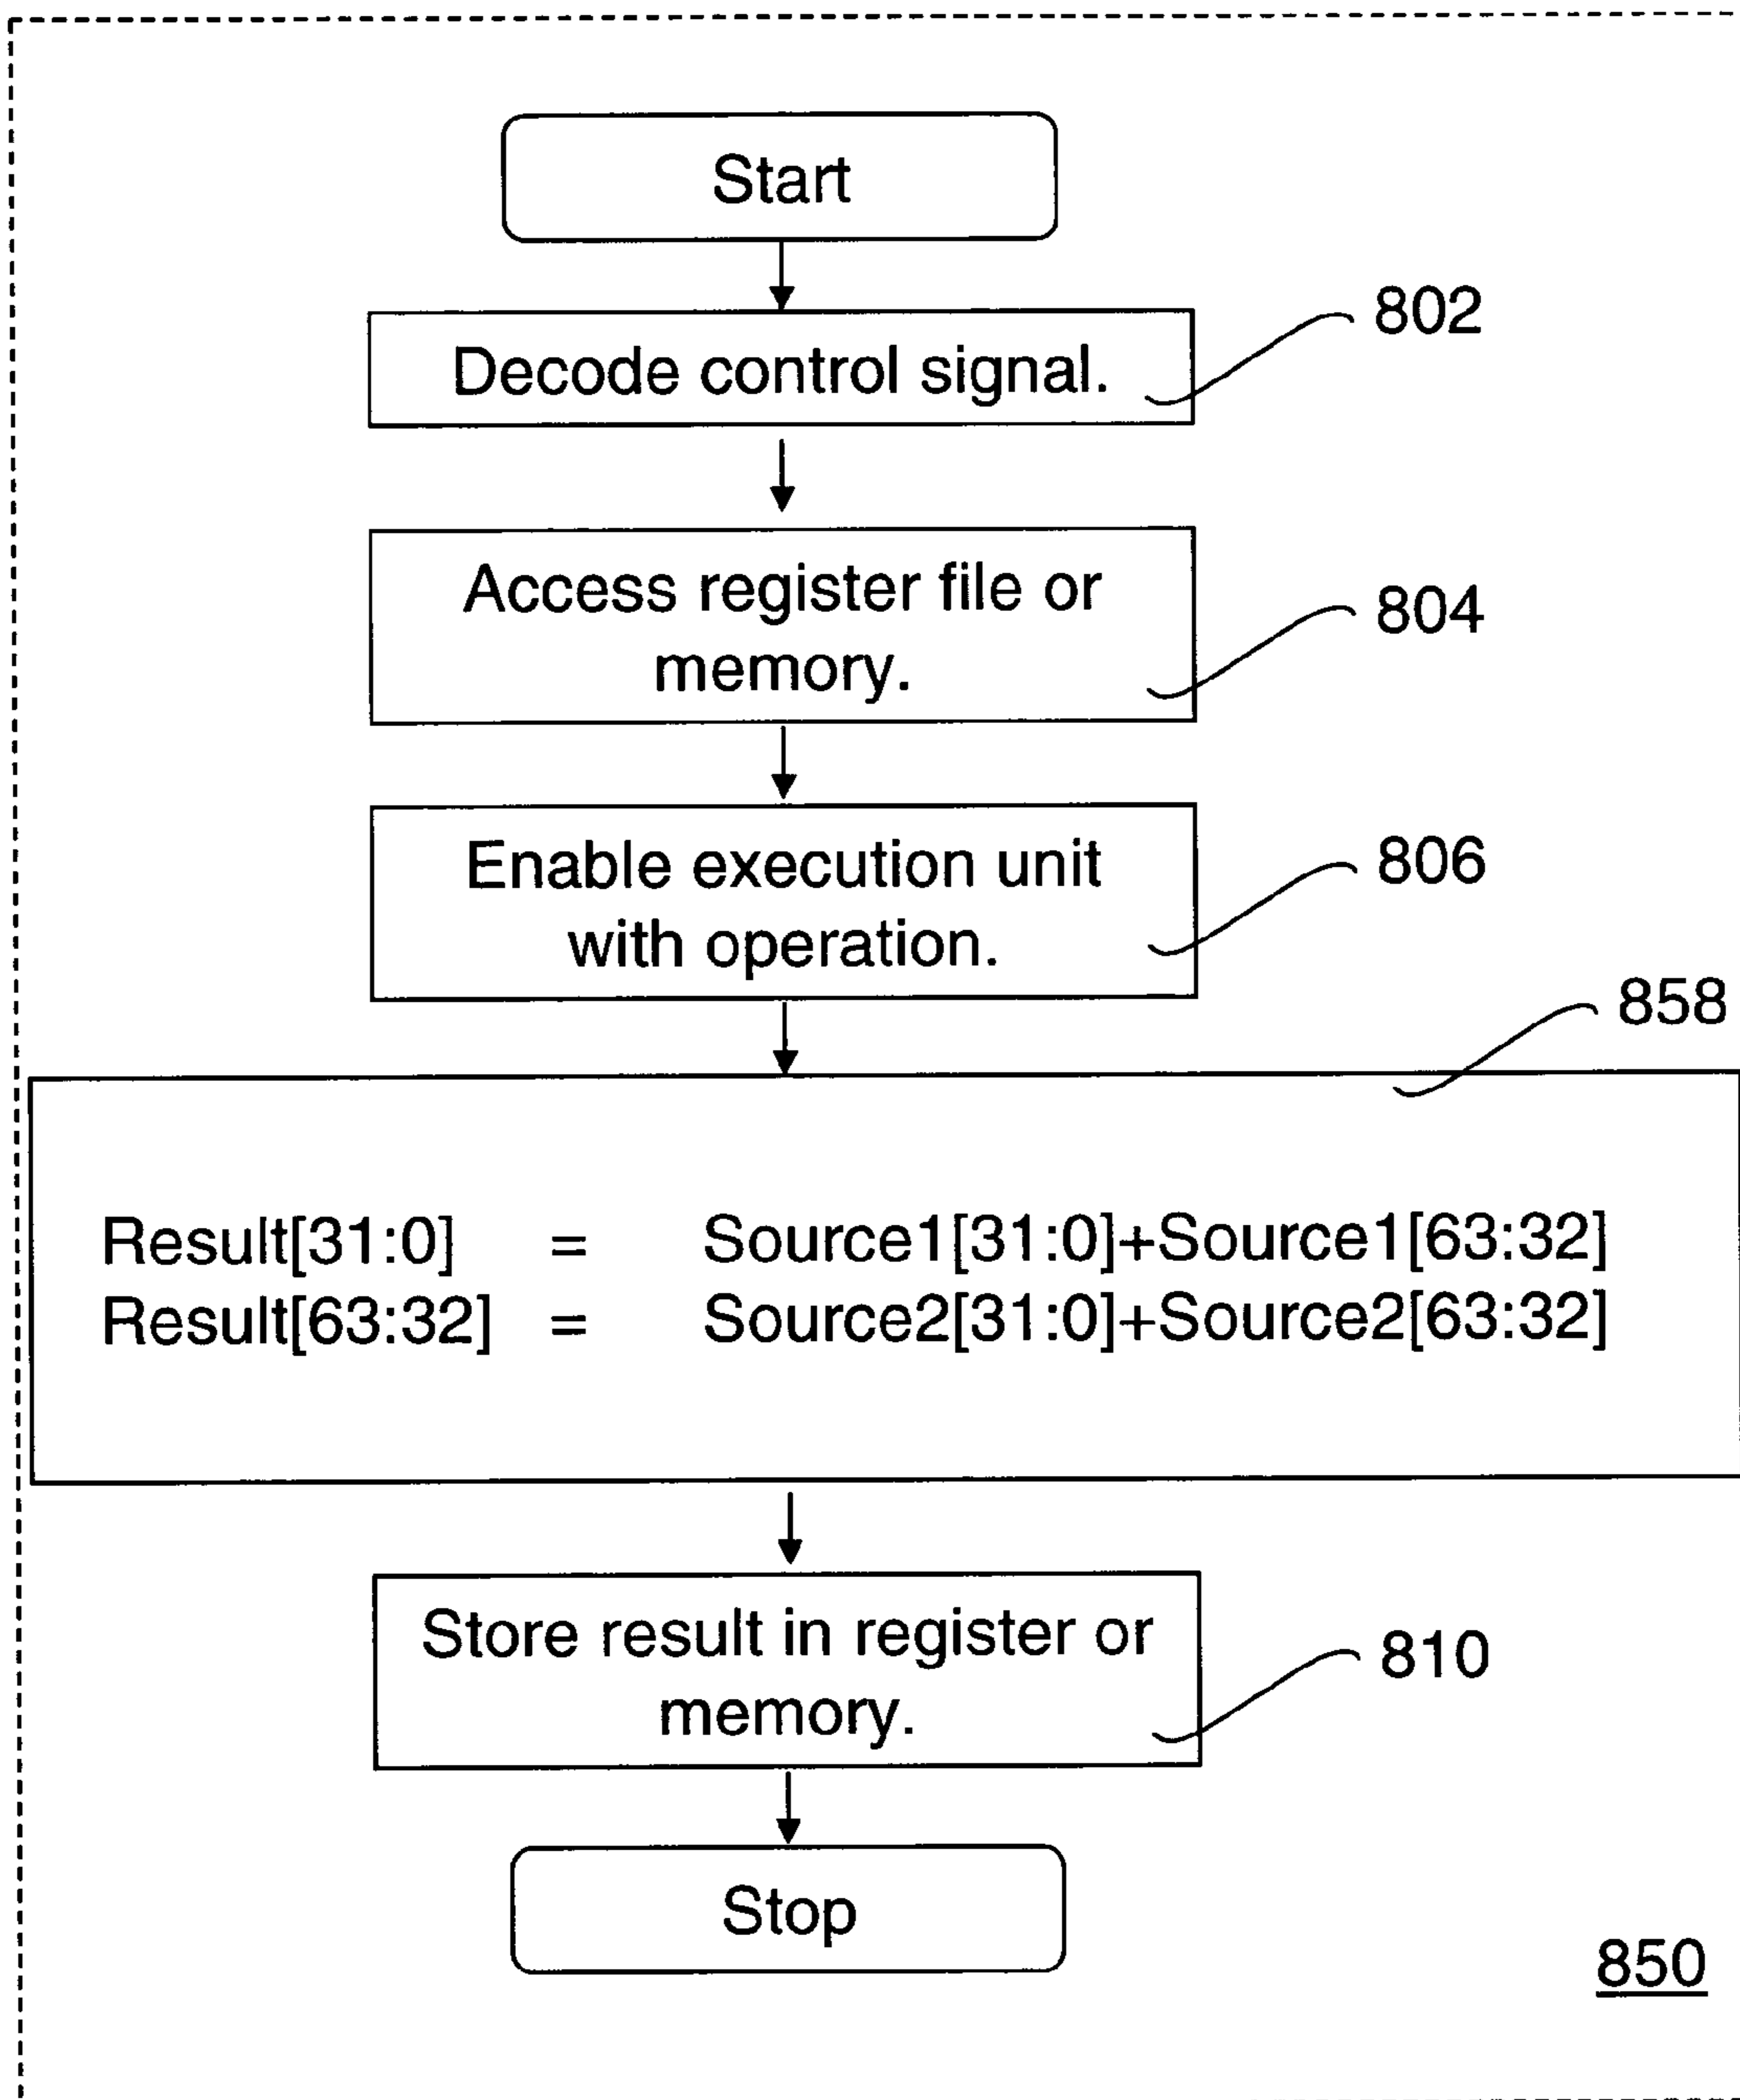 Start
802
Decode control signal.
Access register file or
memory.
804
Enable execution unit
with operation.
806
858
Result[31:0] = Source1[31:0]+Source1[63:32]
Result[63:32] = Source2[31:0]+Source2[63:32]
Store result in register or
memory.
810
Stop
850